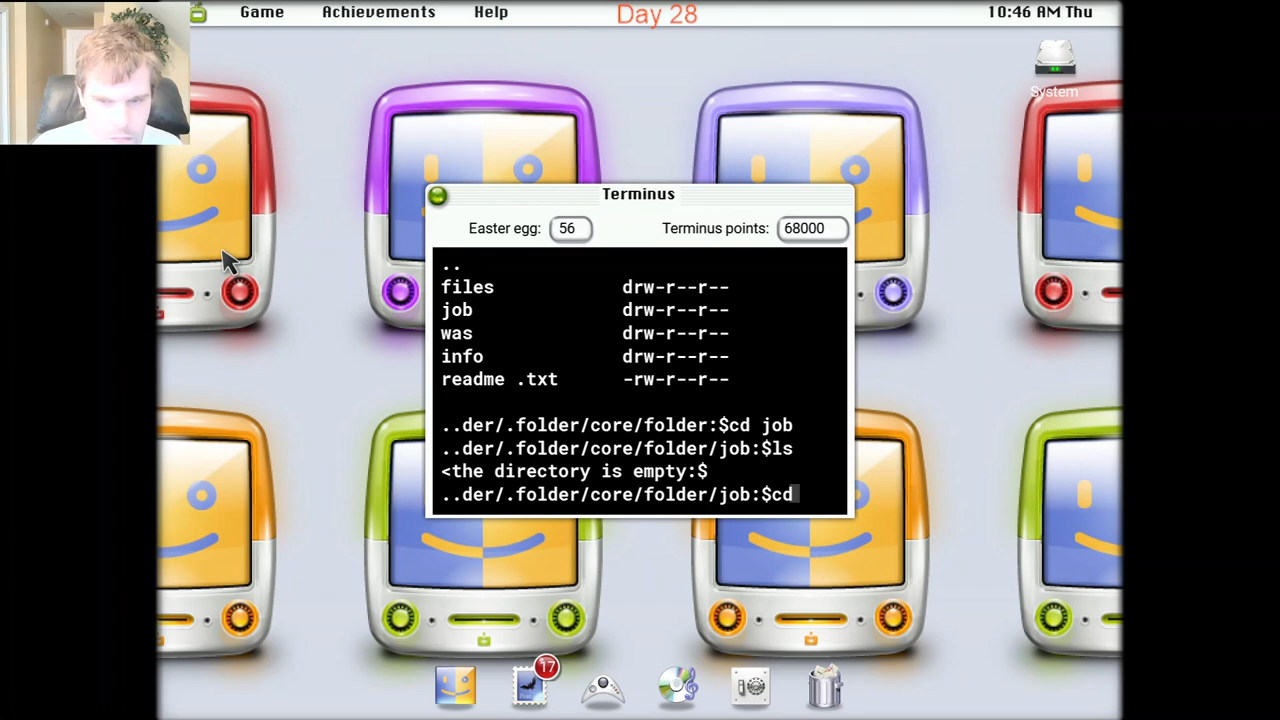 Game Achievements Help Day 28 10:46 AM Thu
System
Terminus
Easter egg: 56 Terminus points: 68000
..
files drw-r--r--
job drw-r--r--
was drw-r--r--
info drw-r--r--
readme .txt -rw-r--r--
..der/.folder/core/folder:$cd job
..der/.folder/core/folder/job:$ls
<the directory is empty:$
..der/.folder/core/folder/job:$cd
17